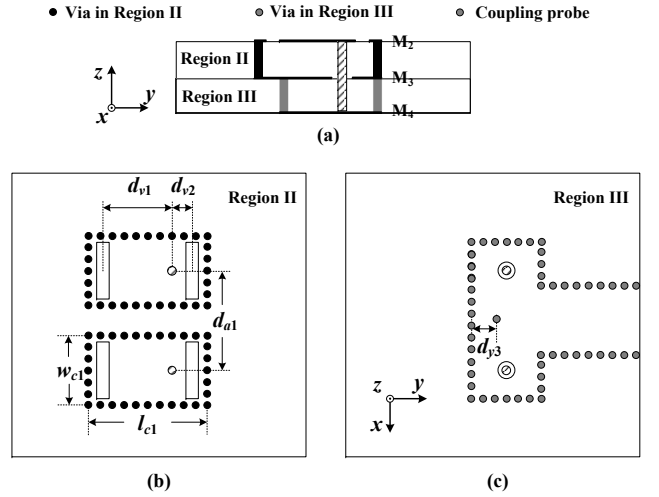 Via in Region II
Via in Region III
Coupling probe
M2
Region II
M3
Region III
M4
z
y
x
(a)
dv1
dv2
Region II
da1
wc1
lc1
(b)
Region III
dy3
z
y
x
(c)